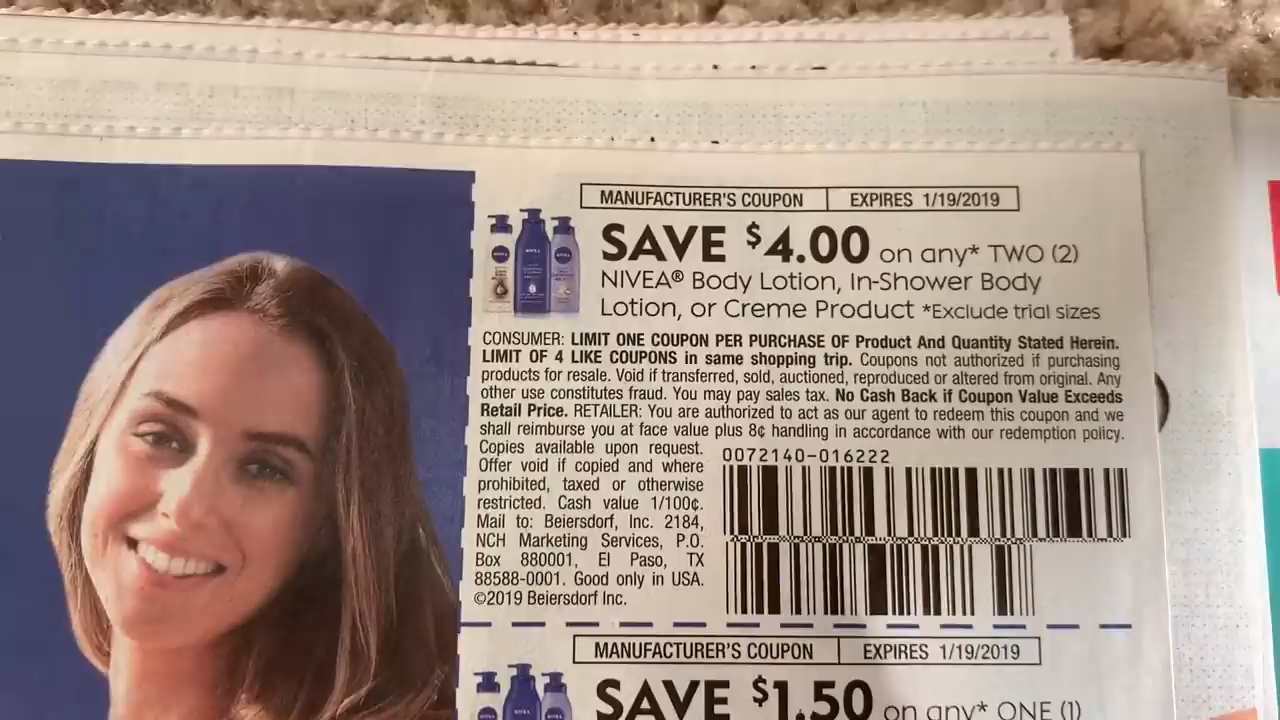 MANUFACTURER'S COUPON EXPIRES 1/19/2019
SAVE $4.00 on any* TWO (2)
NIVEA® Body Lotion, In-Shower Body
Lotion, or Creme Product *Exclude trial sizes
CONSUMER: LIMIT ONE COUPON PER PURCHASE OF Product And Quantity Stated Herein.
LIMIT OF 4 LIKE COUPONS in same shopping trip. Coupons not authorized if purchasing
products for resale. Void if transferred, sold, auctioned, reproduced or altered from original. Any
other use constitutes fraud. You may pay sales tax. No Cash Back if Coupon Value Exceeds
Retail Price. RETAILER: You are authorized to act as our agent to redeem this coupon and we
shall reimburse you at face value plus 8¢ handling in accordance with our redemption policy.
Copies available upon request.
Offer void if copied and where
prohibited, taxed or otherwise
restricted. Cash value 1/100¢.
Mail to: Beiersdorf, Inc. 2184,
NCH Marketing Services, P.O.
Box 880001, El Paso, TX
88588-0001. Good only in USA.
©2019 Beiersdorf Inc.
0072140-016222
NIVEA
NIVEA
NIVEA
MANUFACTURER'S COUPON EXPIRES 1/19/2019
SAVE $1.50 on any* ONE (1)
NIVEA
NIVEA
NIVEA